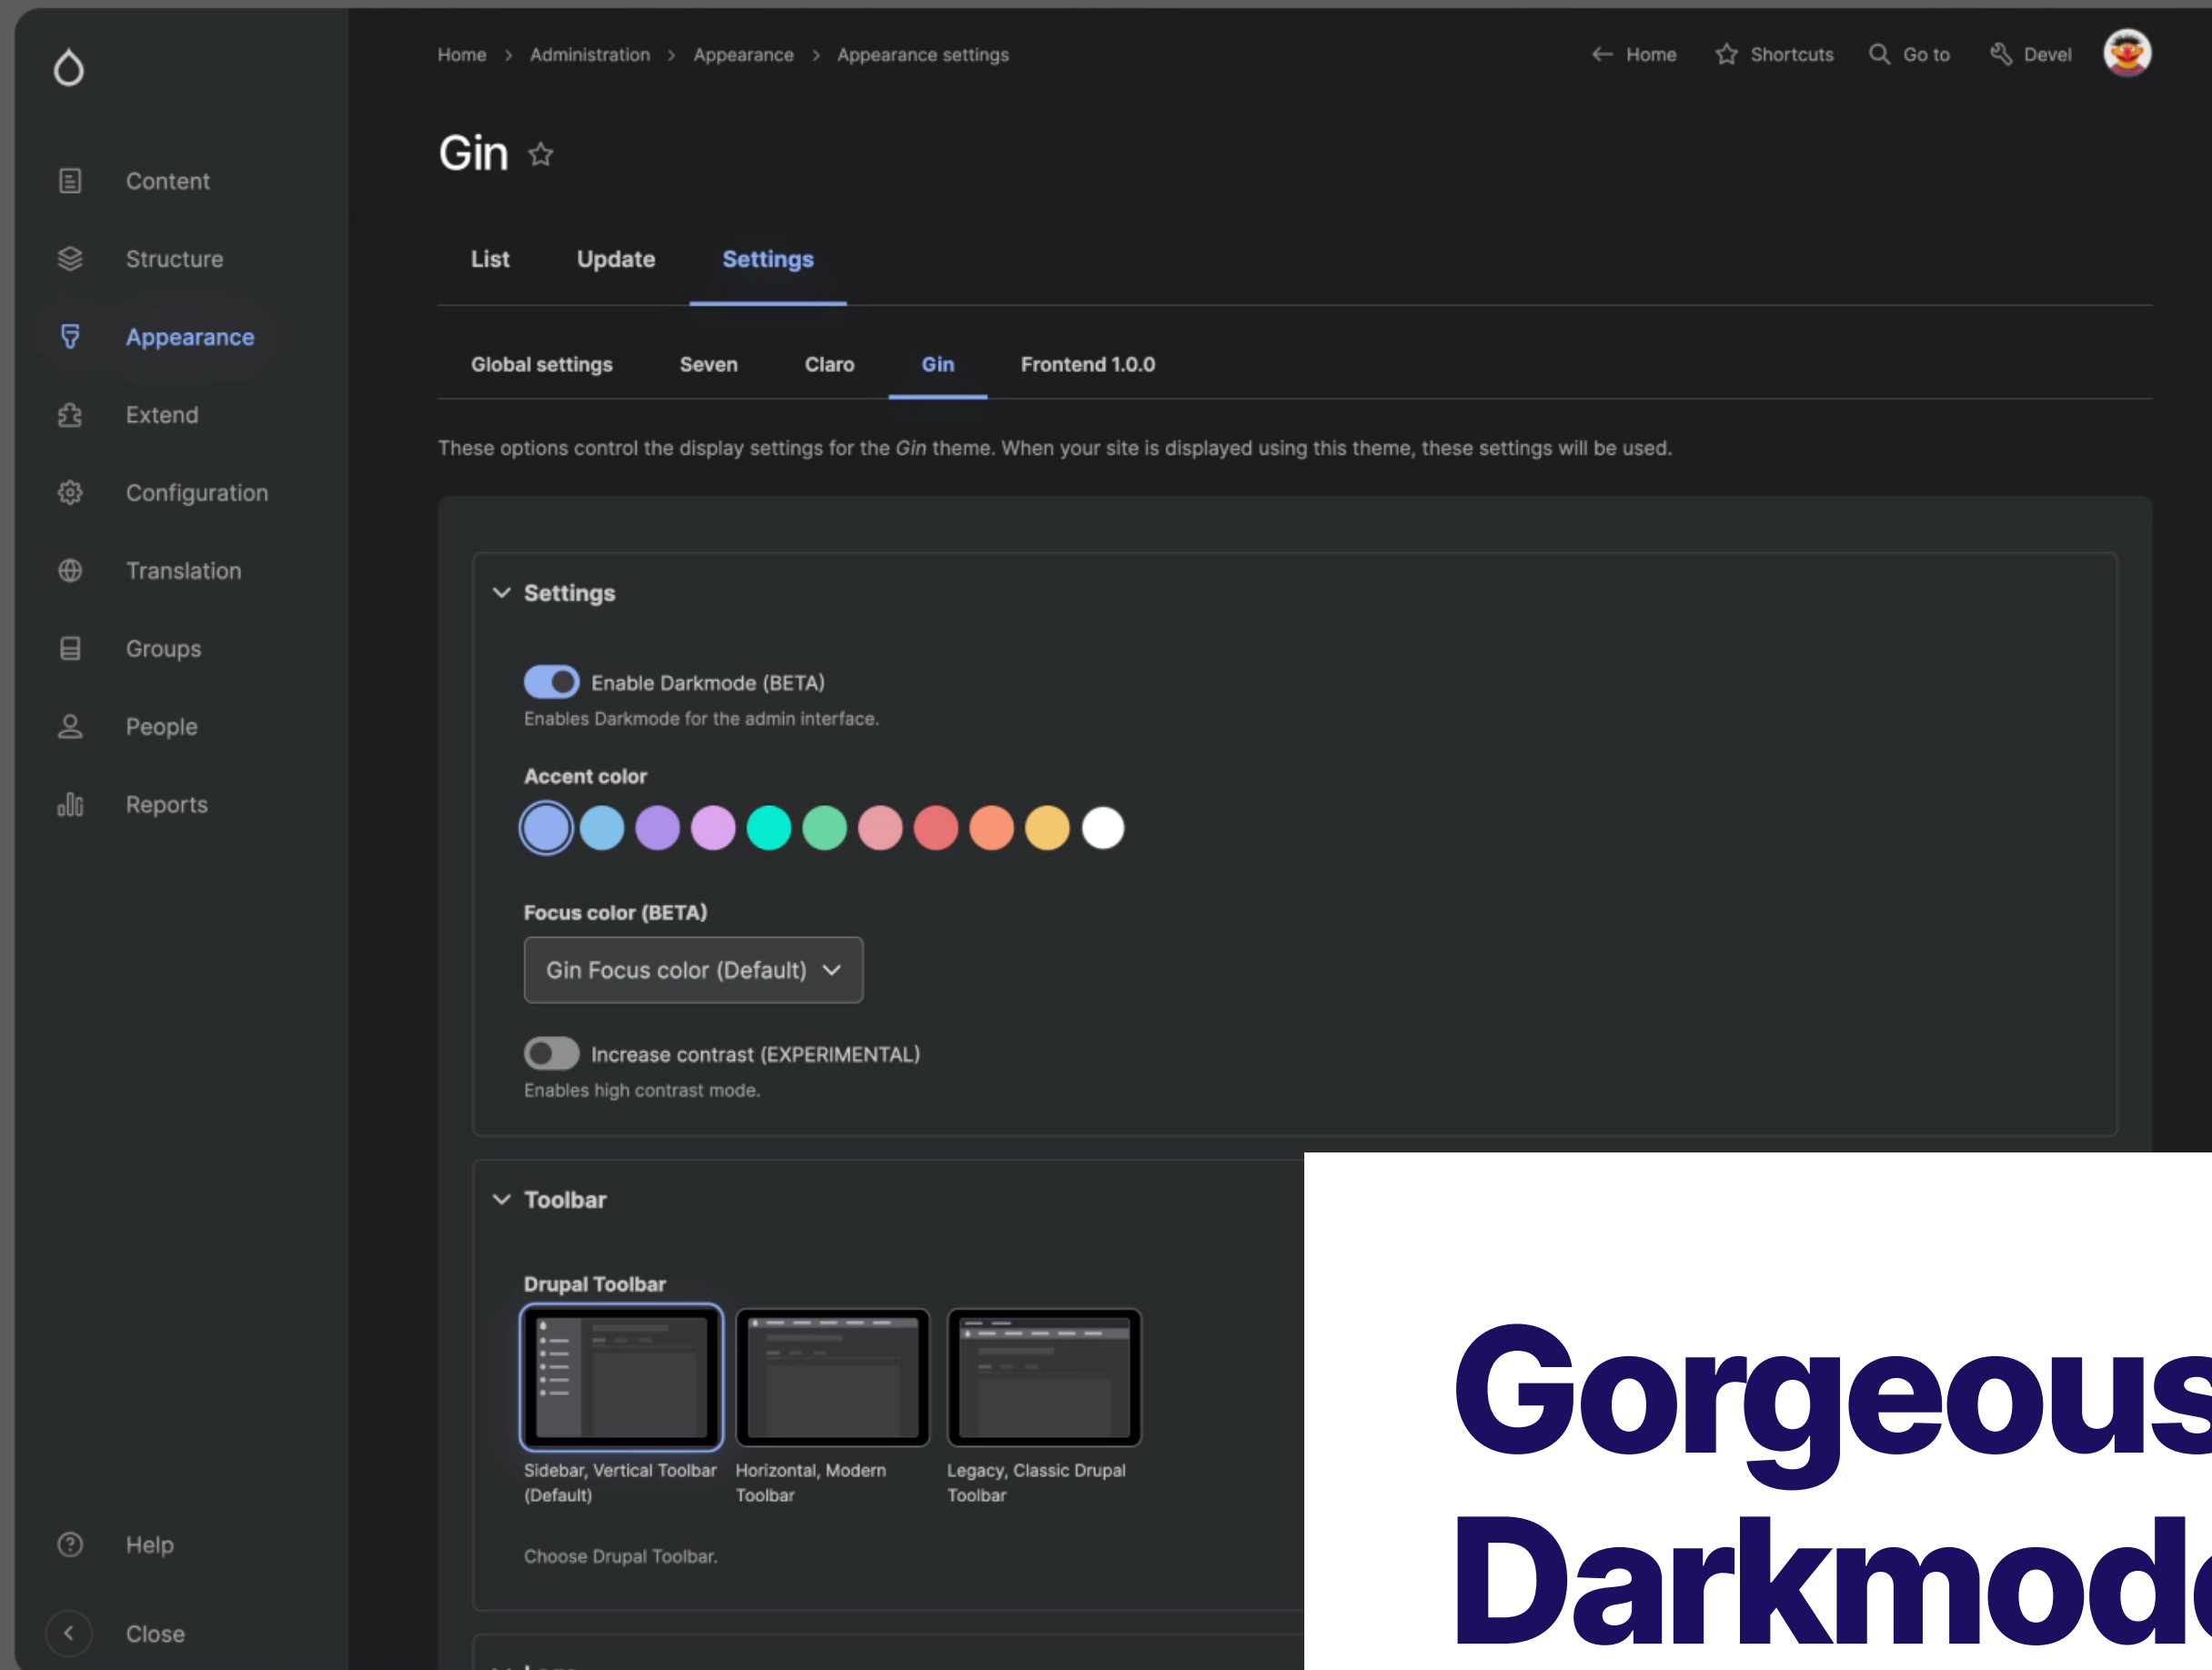 Home > Administration > Appearance > Appearance settings
← Home Shortcuts Go to Devel
Gin
Content
Structure
Appearance
Extend
Configuration
Translation
Groups
People
Reports
Help
Close
List Update Settings
Global settings Seven Claro Gin Frontend 1.0.0
These options control the display settings for the Gin theme. When your site is displayed using this theme, these settings will be used.
Settings
Enable Darkmode (BETA)
Enables Darkmode for the admin interface.
Accent color
Focus color (BETA)
Gin Focus color (Default)
Increase contrast (EXPERIMENTAL)
Enables high contrast mode.
Toolbar
Drupal Toolbar
Sidebar, Vertical Toolbar
(Default)
Horizontal, Modern
Toolbar
Legacy, Classic Drupal
Toolbar
Choose Drupal Toolbar.
Gorgeous
Darkmode